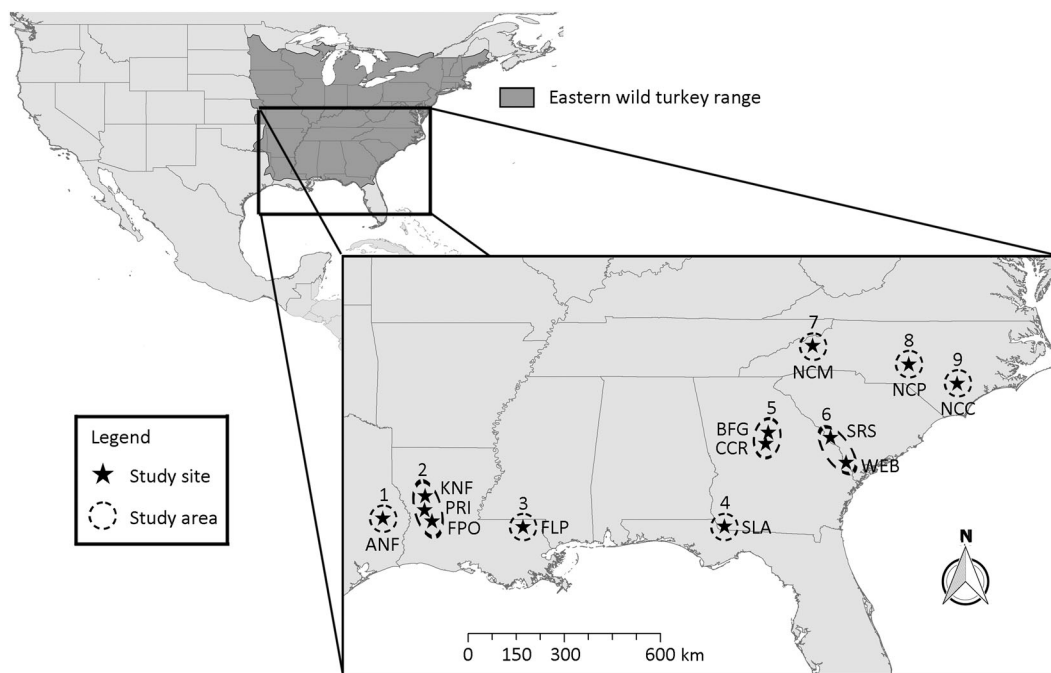 Eastern wild turkey range
Legend
Study site
Study area
7
NCM
8
NCP
9
NCC
5
BFG
CCR
6
SRS
WEB
2
KNF
PRI
FPO
1
ANF
3
FLP
4
SLA
N
0 150 300 600 km